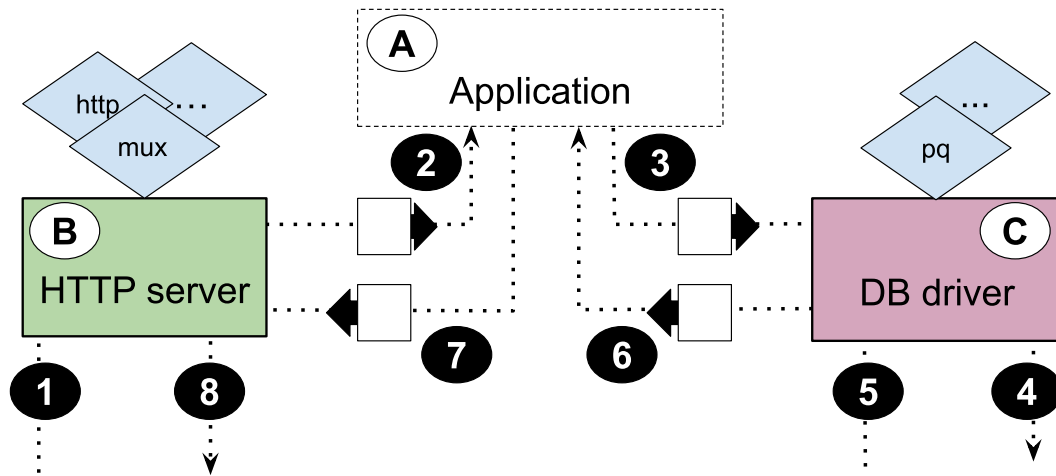 A
Application
http
...
mux
...
pq
2
3
B
HTTP server
C
DB driver
7
6
1
8
5
4